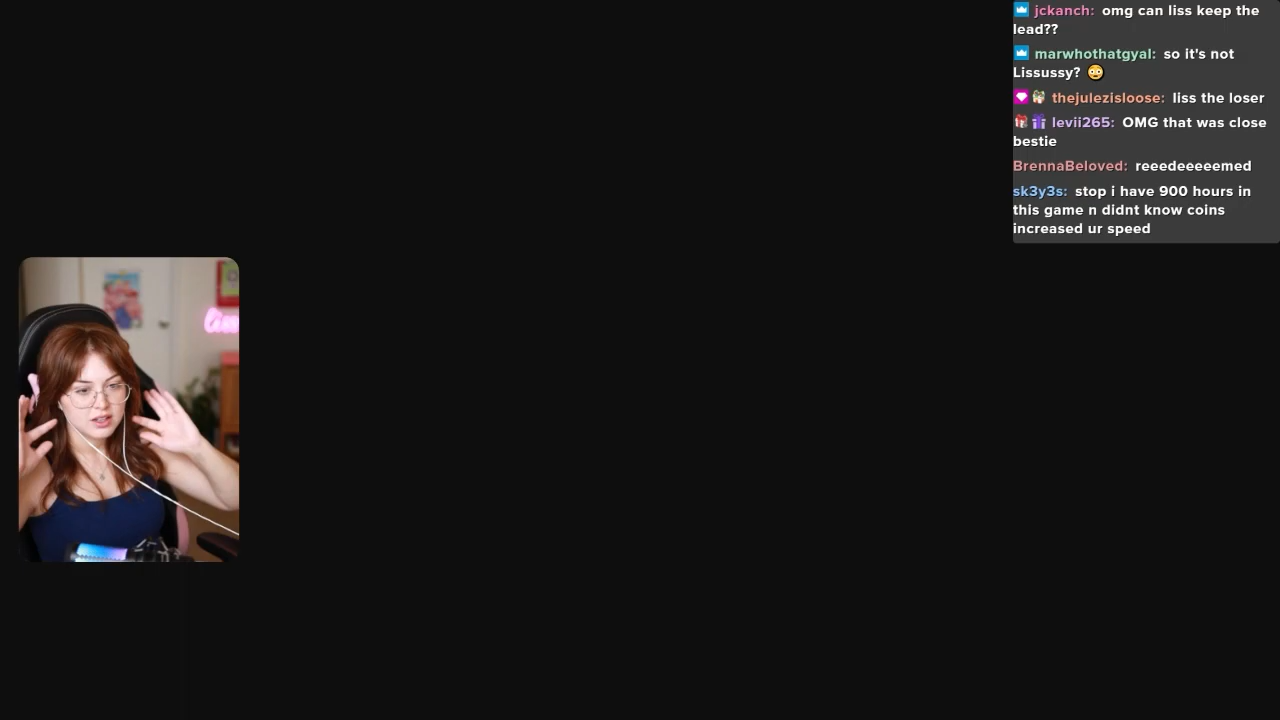 jckanch: omg can liss keep the
lead??
marwhothatgyal: so it's not
Lissussy? 😳
thejulezisloose: liss the loser
levii265: OMG that was close
bestie
BrennaBeloved: reeedeeeeemed
sk3y3s: stop i have 900 hours in
this game n didnt know coins
increased ur speed
liss